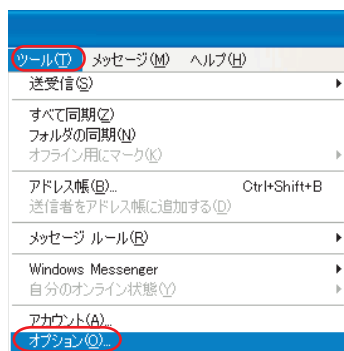 ツール(T) メッセージ(M) ヘルプ(H)
送受信(S)
すべて同期(Z)
フォルダの同期(N)
オフライン用にマーク(K)
アドレス帳(B)... Ctrl+Shift+B
送信者をアドレス帳に追加する(D)
メッセージ ルール(R)
Windows Messenger
自分のオンライン状態(Y)
アカウント(A)...
オプション(O)...